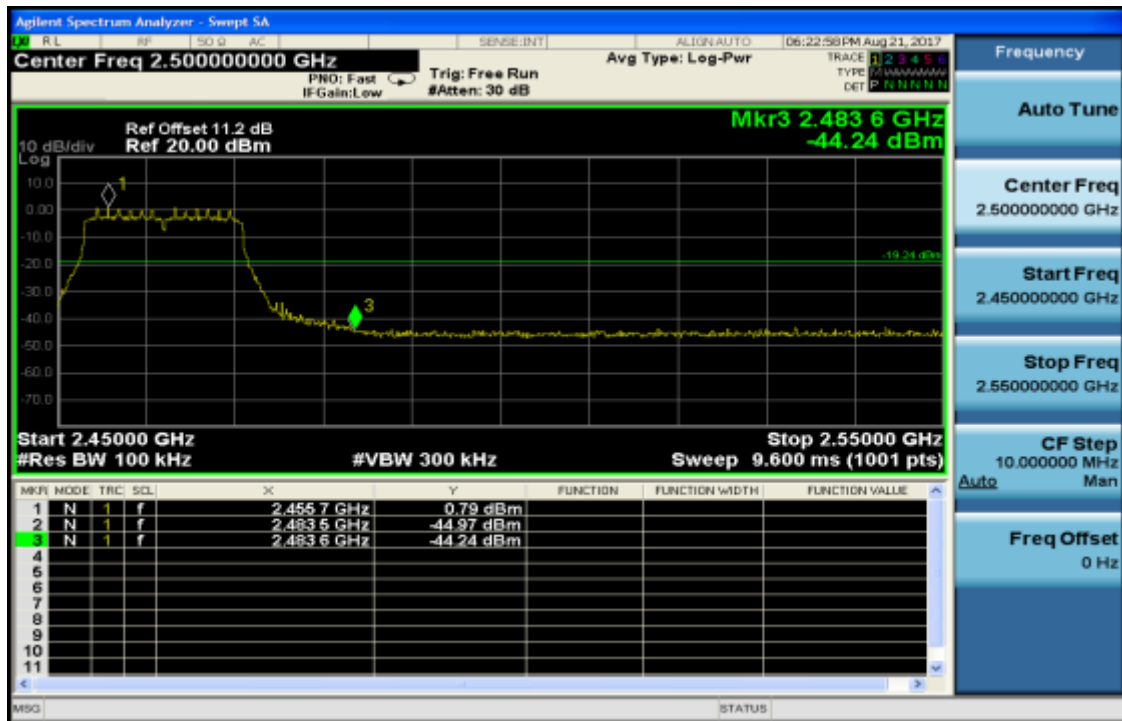 Agilent Spectrum Analyzer - Swept SA
RL RF 50 Ω AC SENSE:INT ALIGN AUTO 06:22:58 PM Aug 21, 2017
Center Freq 2.500000000 GHz
PNO: Fast
IFGain:Low
Trig: Free Run
#Atten: 30 dB
Avg Type: Log-Pwr
TRACE 1 2 3 4 5 6
TYPE
DET P N N N N N
Ref Offset 11.2 dB
10 dB/div Ref 20.00 dBm
Log
Mkr3 2.483 6 GHz
-44.24 dBm
10.0
0.00
-10.0
-20.0
-30.0
-40.0
-50.0
-60.0
-70.0
1
3
-19.24 dBm
Start 2.45000 GHz Stop 2.55000 GHz
#Res BW 100 kHz #VBW 300 kHz Sweep 9.600 ms (1001 pts)
MKR MODE TRC SCL X Y FUNCTION FUNCTION WIDTH FUNCTION VALUE
1 N 1 f 2.455 7 GHz 0.79 dBm
2 N 1 f 2.483 5 GHz -44.97 dBm
3 N 1 f 2.483 6 GHz -44.24 dBm
4
5
6
7
8
9
10
11
MSG STATUS
Frequency
Auto Tune
Center Freq
2.500000000 GHz
Start Freq
2.450000000 GHz
Stop Freq
2.550000000 GHz
CF Step
10.000000 MHz
Auto Man
Freq Offset
0 Hz